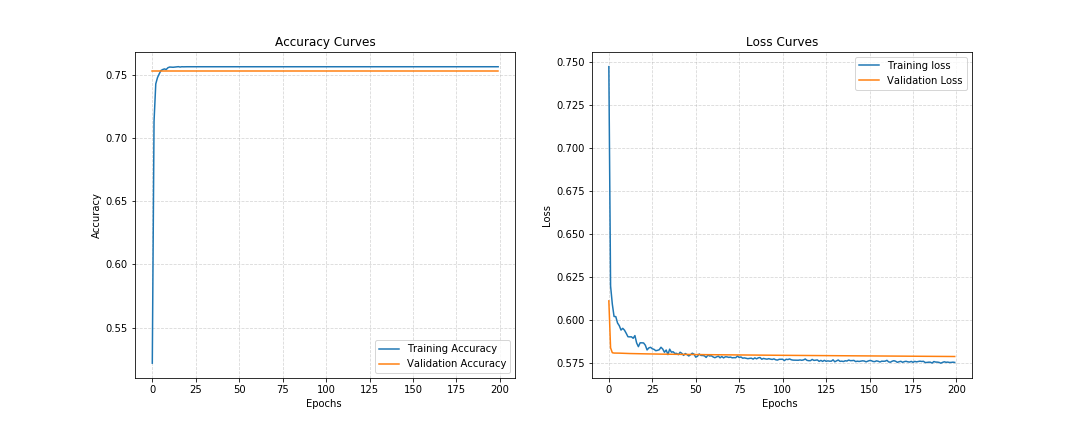 Accuracy Curves
0.75
0.70
0.65
0.60
0.55
Accuracy
0 25 50 75 100 125 150 175 200
Epochs
Training Accuracy
Validation Accuracy
Loss Curves
0.750
0.725
0.700
0.675
0.650
0.625
0.600
0.575
Loss
0 25 50 75 100 125 150 175 200
Epochs
Training loss
Validation Loss